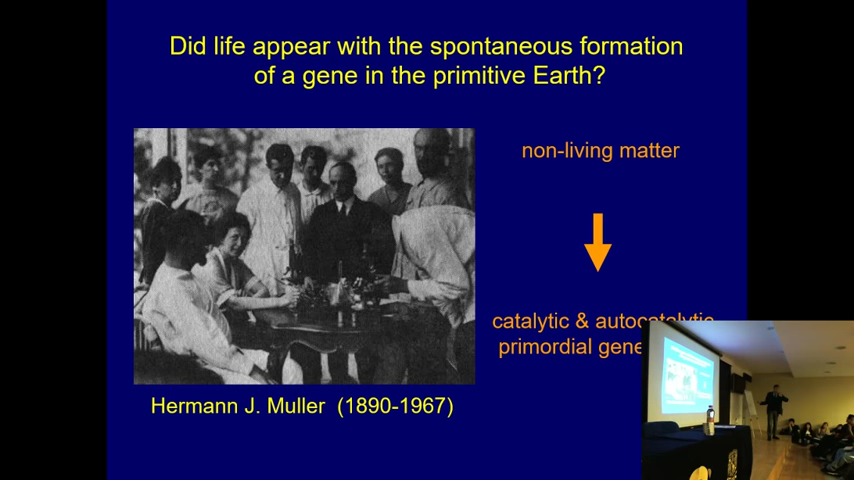 Did life appear with the spontaneous formation
of a gene in the primitive Earth?
non-living matter
catalytic & autocatalytic
primordial gene
Hermann J. Muller (1890-1967)